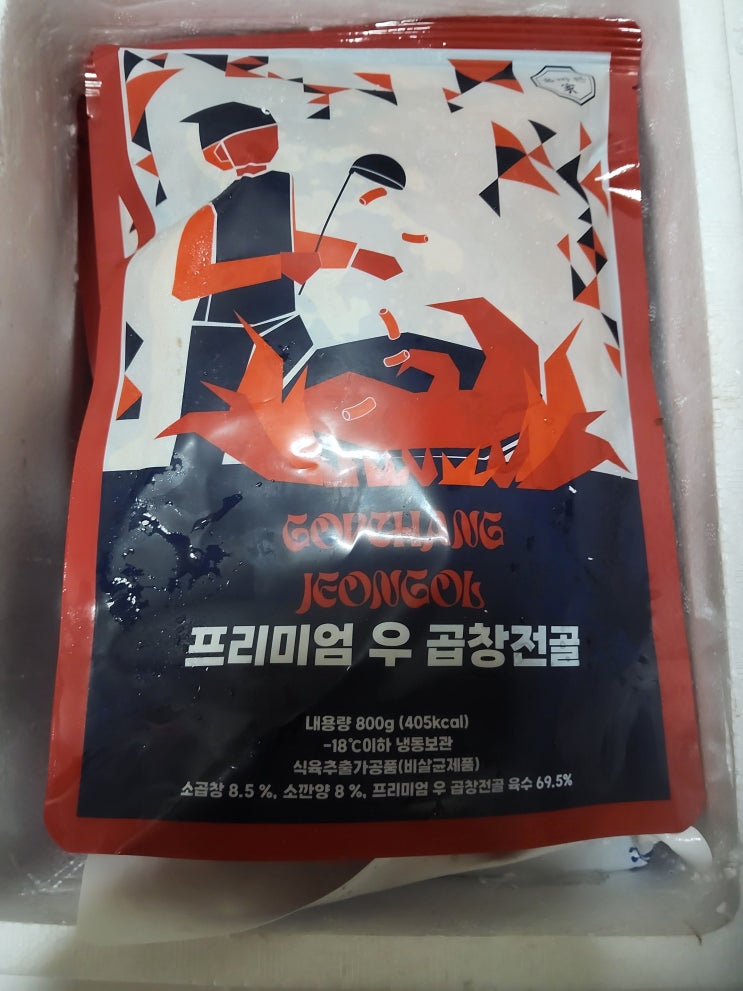 GOPCHANG
JEONGOL
프리미엄 우 곱창전골
내용량 800g (405kcal)
-18℃이하 냉동보관
식육추출가공품(비살균제품)
소곱창 8.5 %, 소깐양 8 %, 프리미엄 우 곱창전골 육수 69.5%